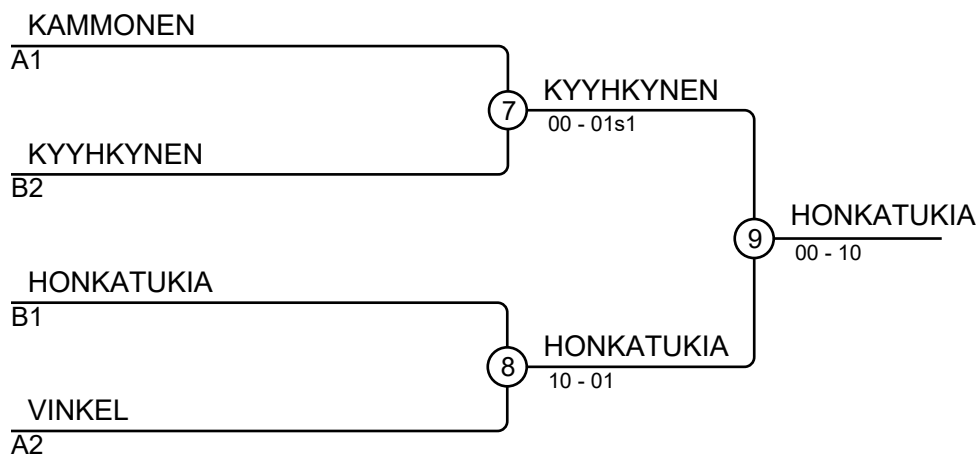 KAMMONEN
A1
7
KYYHKYNEN
00 - 01s1
KYYHKYNEN
B2
9
HONKATUKIA
00 - 10
HONKATUKIA
B1
8
HONKATUKIA
10 - 01
VINKEL
A2